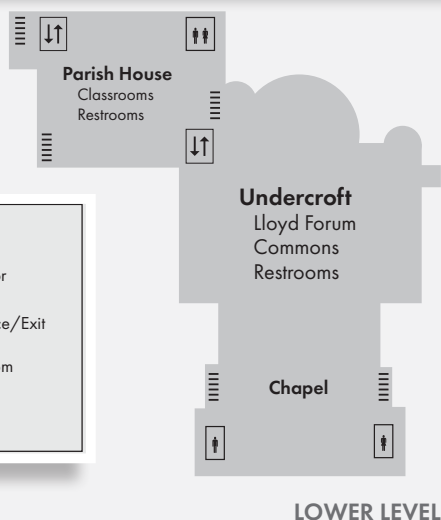 Parish House
Classrooms
Restrooms
Undercroft
Lloyd Forum
Commons
Restrooms
Chapel
LOWER LEVEL